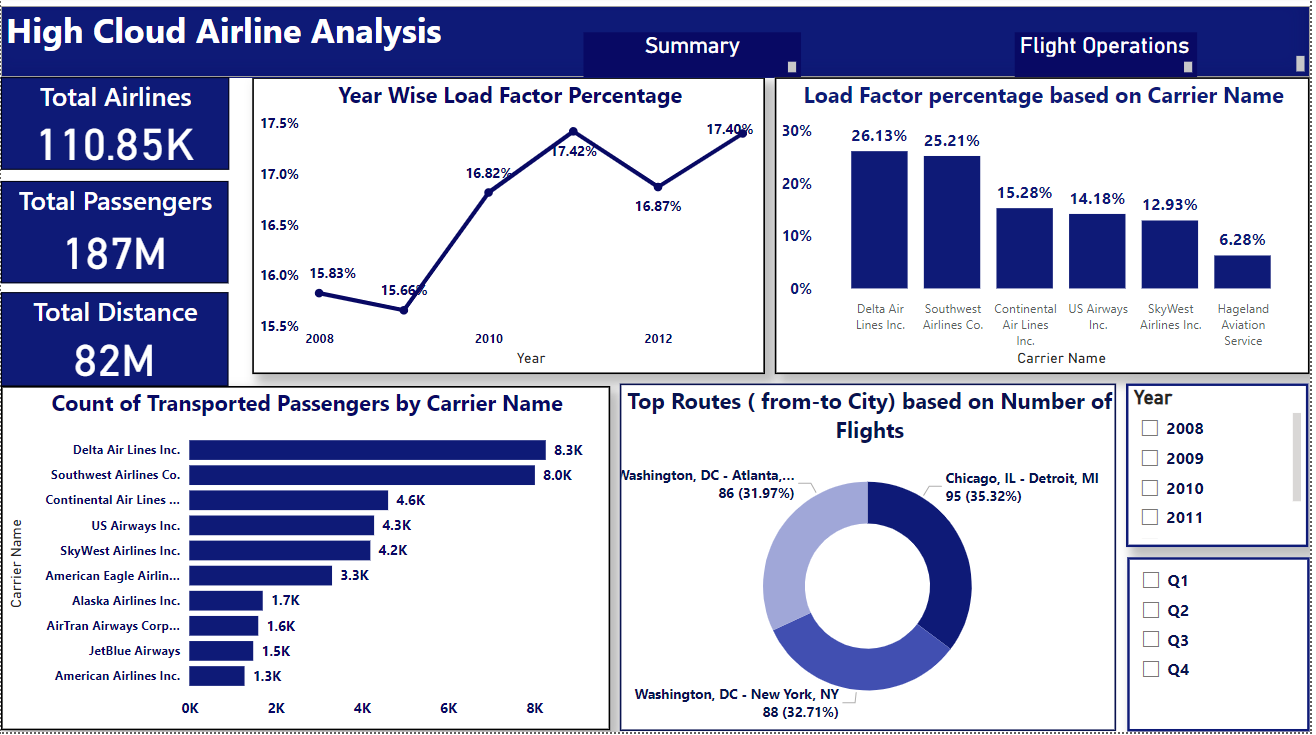 High Cloud Airline Analysis
Summary
Flight Operations
Total Airlines
110.85K
Total Passengers
187M
Total Distance
82M
Year Wise Load Factor Percentage
17.5%
17.0%
16.5%
16.0%
15.5%
15.83%
15.66%
16.82%
17.42%
16.87%
17.40%
2008
2010
2012
Year
Load Factor percentage based on Carrier Name
30%
20%
10%
0%
26.13%
25.21%
15.28%
14.18%
12.93%
6.28%
Delta Air
Lines Inc.
Southwest
Airlines Co.
Continental
Air Lines
Inc.
US Airways
Inc.
SkyWest
Airlines Inc.
Hageland
Aviation
Service
Carrier Name
Count of Transported Passengers by Carrier Name
Carrier Name
Delta Air Lines Inc. 8.3K
Southwest Airlines Co. 8.0K
Continental Air Lines ... 4.6K
US Airways Inc. 4.3K
SkyWest Airlines Inc. 4.2K
American Eagle Airlin... 3.3K
Alaska Airlines Inc. 1.7K
AirTran Airways Corp... 1.6K
JetBlue Airways 1.5K
American Airlines Inc. 1.3K
0K 2K 4K 6K 8K
Top Routes ( from-to City) based on Number of
Flights
Washington, DC - Atlanta,...
86 (31.97%)
Chicago, IL - Detroit, MI
95 (35.32%)
Washington, DC - New York, NY
88 (32.71%)
Year
2008
2009
2010
2011
Q1
Q2
Q3
Q4